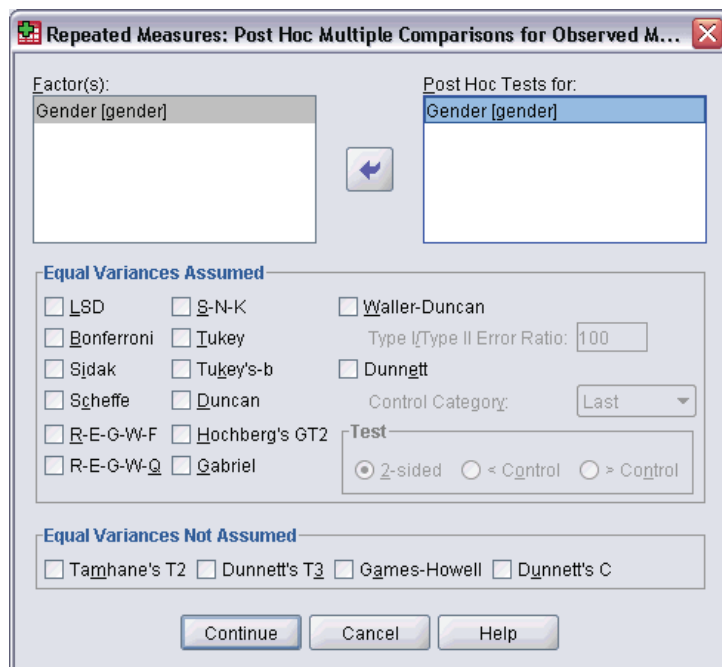 Repeated Measures: Post Hoc Multiple Comparisons for Observed M...
Factor(s):
Gender [gender]
Post Hoc Tests for:
Gender [gender]
Equal Variances Assumed
LSD
S-N-K
Waller-Duncan
Bonferroni
Tukey
Type I/Type II Error Ratio: 100
Sidak
Tukey's-b
Dunnett
Scheffe
Duncan
Control Category: Last
R-E-G-W-F
Hochberg's GT2
Test
R-E-G-W-Q
Gabriel
2-sided
< Control
> Control
Equal Variances Not Assumed
Tamhane's T2
Dunnett's T3
Games-Howell
Dunnett's C
Continue
Cancel
Help